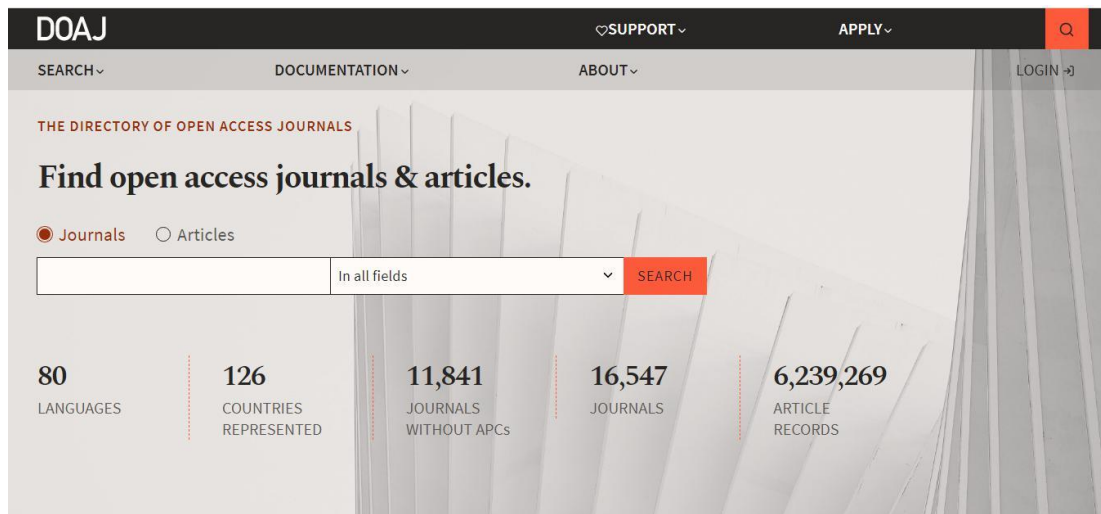 DOAJ
SUPPORT
APPLY
SEARCH
DOCUMENTATION
ABOUT
LOGIN
THE DIRECTORY OF OPEN ACCESS JOURNALS
Find open access journals & articles.
Journals
Articles
In all fields
SEARCH
80
LANGUAGES
126
COUNTRIES
REPRESENTED
11,841
JOURNALS
WITHOUT APCs
16,547
JOURNALS
6,239,269
ARTICLE
RECORDS